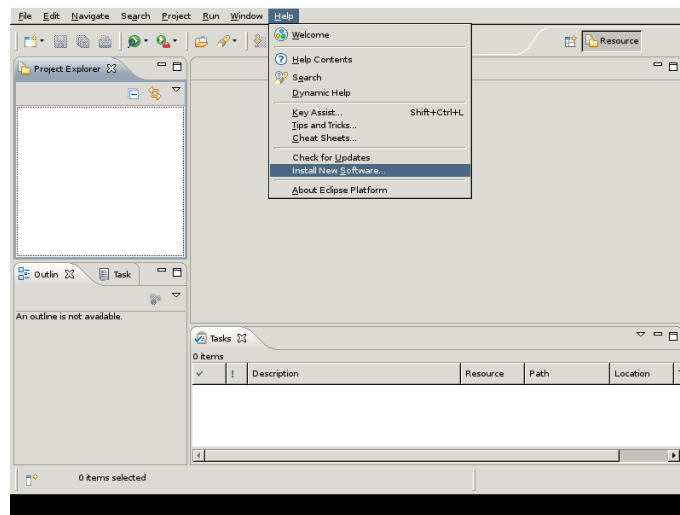 File Edit Navigate Search Project Run Window Help
Resource
Project Explorer
Welcome
Help Contents
Search
Dynamic Help
Key Assist... Shift+Ctrl+L
Tips and Tricks...
Cheat Sheets...
Check for Updates
Install New Software...
About Eclipse Platform
Outlin Task
An outline is not available.
Tasks
0 items
! Description Resource Path Location T
0 items selected